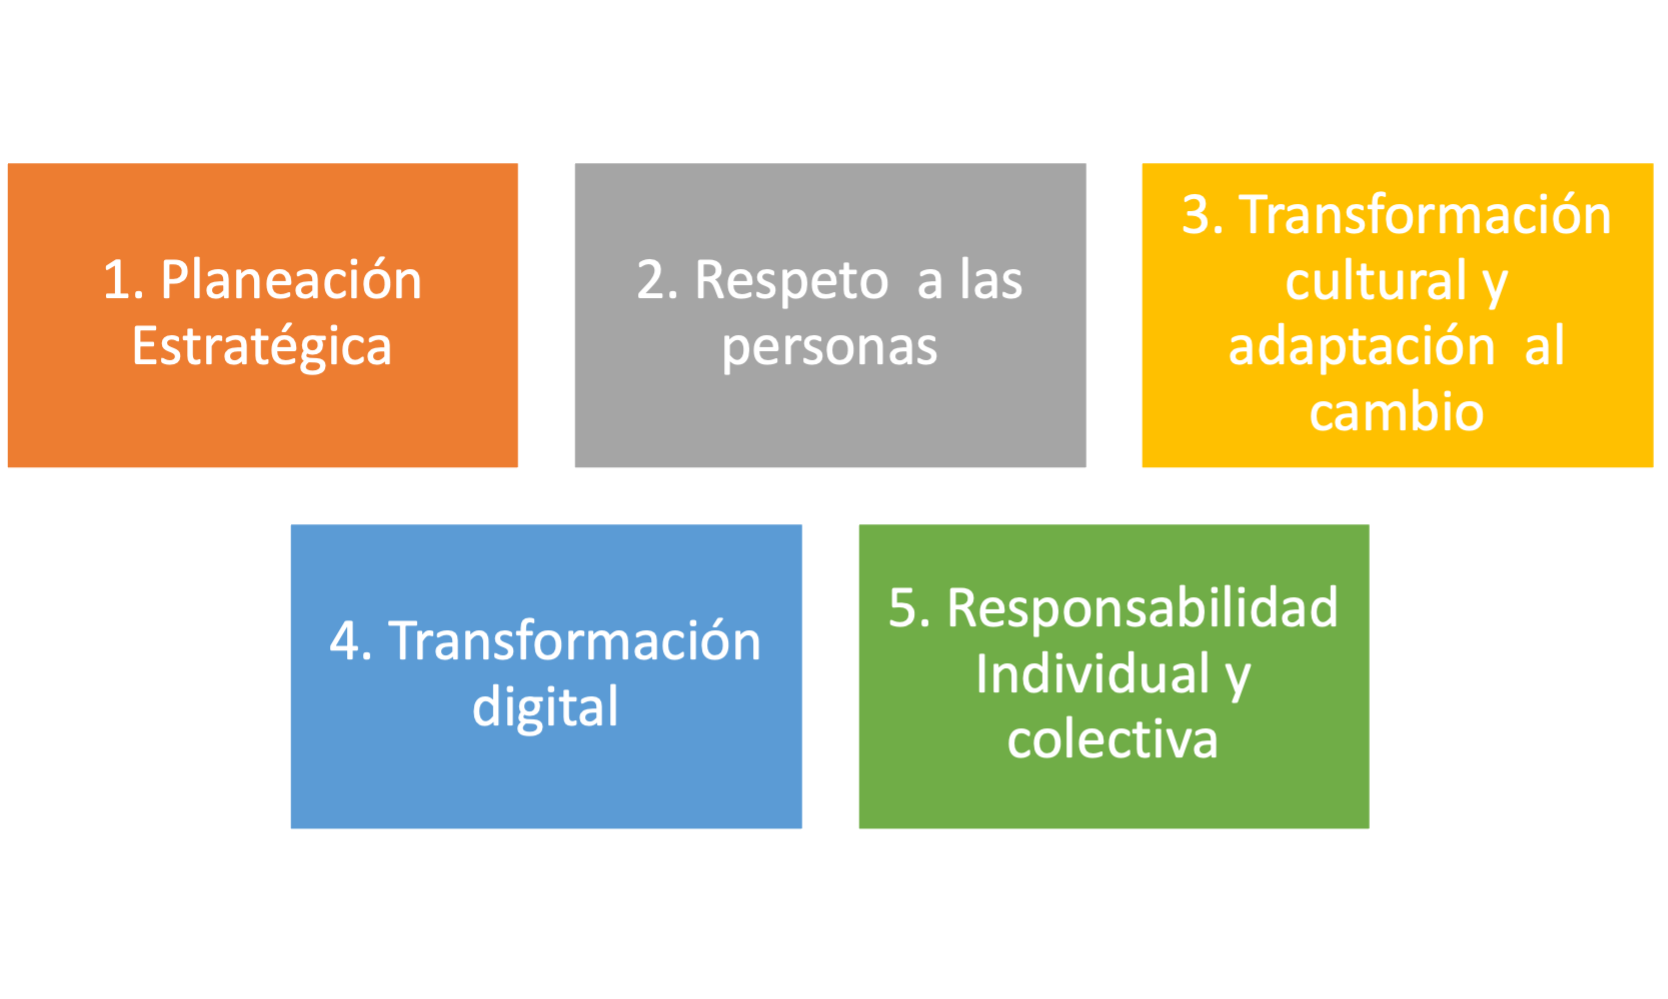 1. Planeación
Estratégica
2. Respeto  a las
personas
3. Transformación
cultural y
adaptación  al
cambio
4. Transformación
digital
5. Responsabilidad
Individual y
colectiva